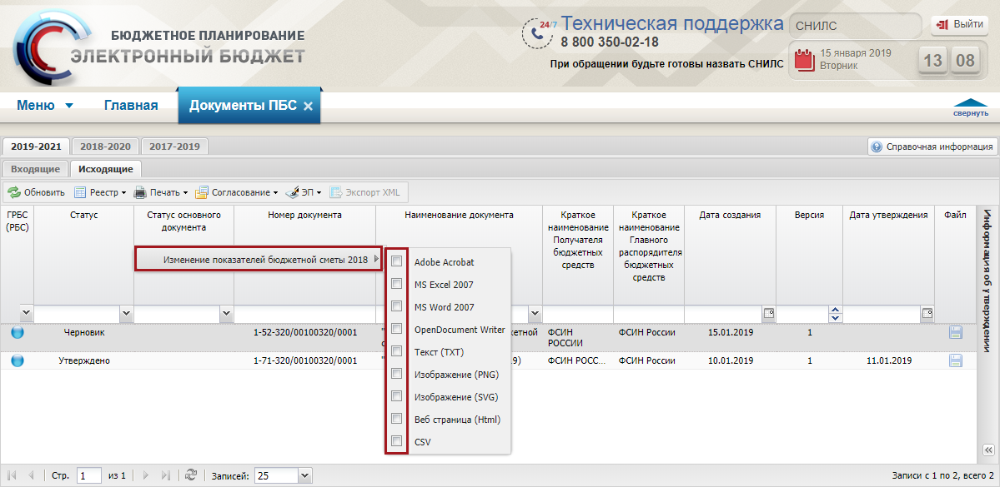 БЮДЖЕТНОЕ ПЛАНИРОВАНИЕ
ЭЛЕКТРОННЫЙ БЮДЖЕТ
24/7
Техническая поддержка
8 800 350-02-18
При обращении будьте готовы назвать СНИЛС
СНИЛС
Выйти
15 января 2019
Вторник
13 08
Меню
Главная
Документы ПБС
свернуть
2019-2021
2018-2020
2017-2019
Справочная информация
Входящие
Исходящие
Обновить
Реестр
Печать
Согласование
ЭП
Экспорт XML
ГРБС
(РБС)
Статус
Статус основного
документа
Номер документа
Наименование документа
Краткое
наименование
Получателя
бюджетных
средств
Краткое
наименование
Главного
распорядителя
бюджетных
средств
Дата создания
Версия
Дата утверждения
Файл
Информация об утверждении
Изменение показателей бюджетной сметы 2018
Adobe Acrobat
MS Excel 2007
MS Word 2007
OpenDocument Writer
Текст (TXT)
Изображение (PNG)
Изображение (SVG)
Веб страница (Html)
CSV
Черновик
1-52-320/00100320/0001
жетной
ФСИН
РОССИИ
ФСИН России
15.01.2019
1
Утверждено
1-71-320/00100320/0001
19)
ФСИН РОСС...
ФСИН России
10.01.2019
1
11.01.2019
Стр.
1
из 1
Записей:
25
Записи с 1 по 2, всего 2